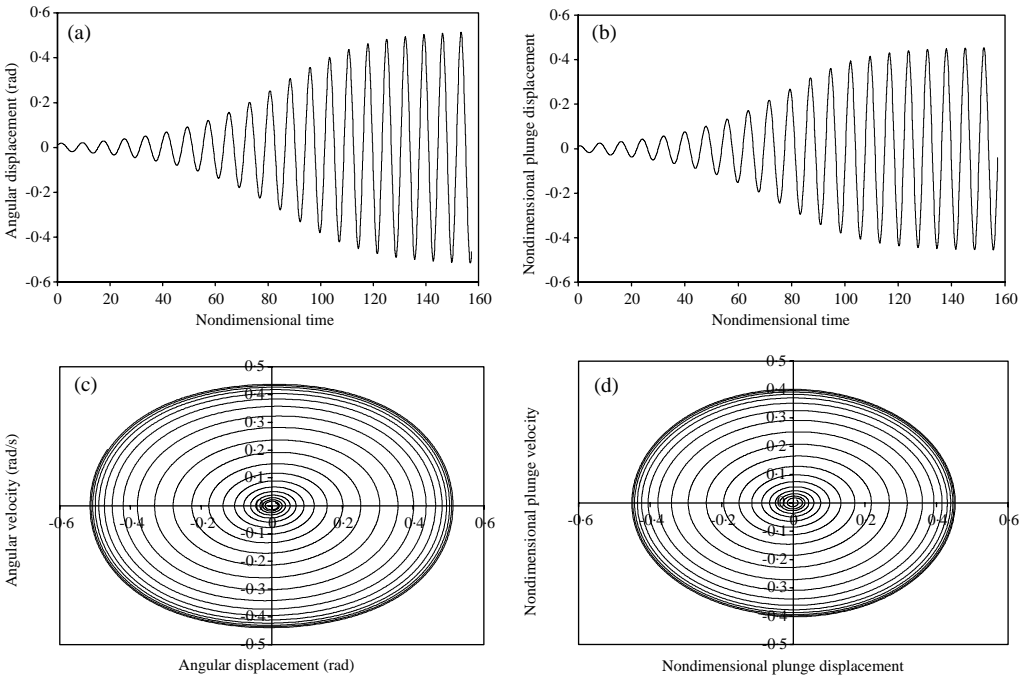 (a)
Angular displacement (rad)
0·6
0·4
0·2
0
-0·2
-0·4
-0·6
0 20 40 60 80 100 120 140 160
Nondimensional time
(b)
Nondimensional plunge displacement
0·6
0·4
0·2
0
-0·2
-0·4
-0·6
0 20 40 60 80 100 120 140 160
Nondimensional time
(c)
Angular velocity (rad/s)
0·5
0·4
0·3
0·2
0·1
0
-0·1
-0·2
-0·3
-0·4
-0·5
-0·6 -0·4 -0·2 0 0·2 0·4 0·6
Angular displacement (rad)
(d)
Nondimensional plunge velocity
0·5
0·4
0·3
0·2
0·1
0
-0·1
-0·2
-0·3
-0·4
-0·5
-0·6 -0·4 -0·2 0 0·2 0·4 0·6
Nondimensional plunge displacement